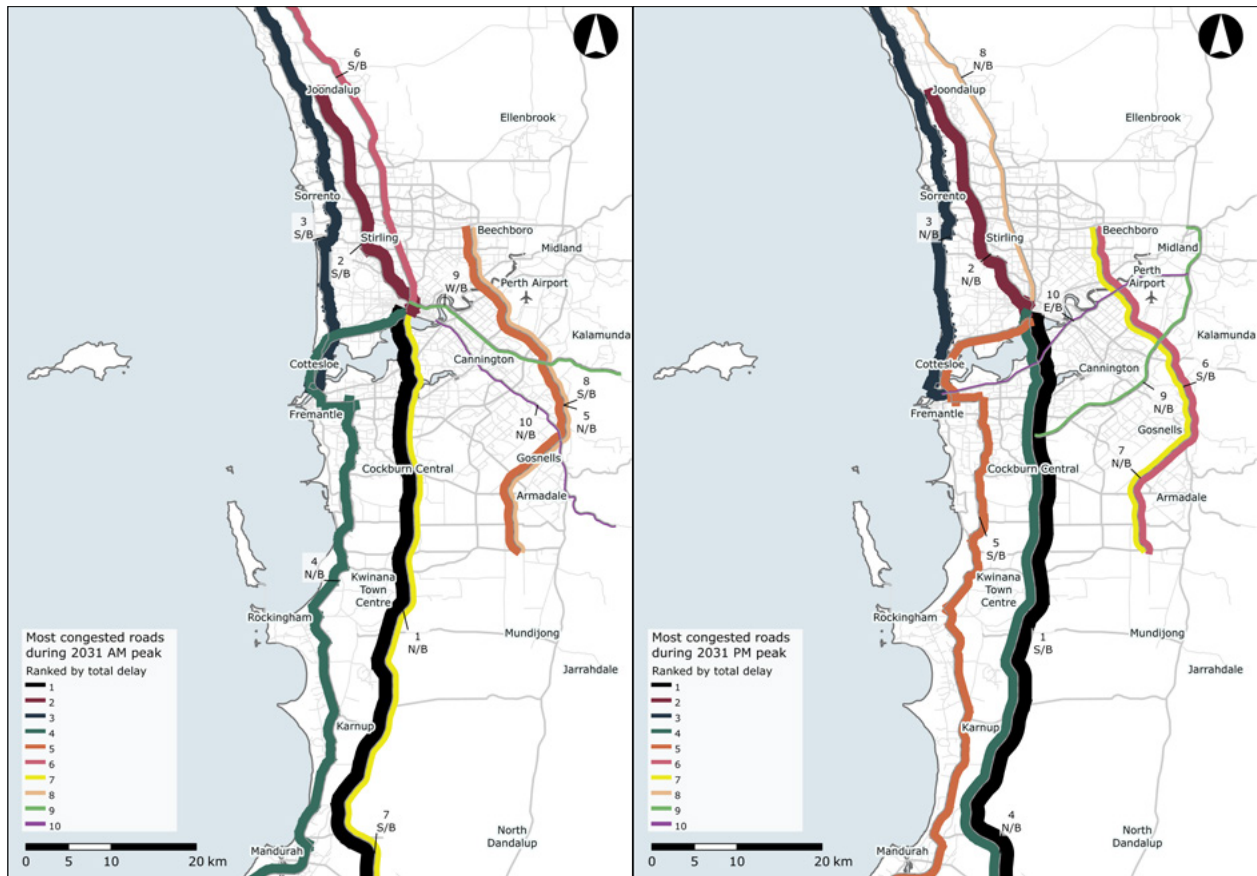 6
S/B
Joondalup
Ellenbrook
Sorrento
3
S/B
Stirling
2
S/B
Beechboro
Midland
9
W/B
Perth Airport
Kalamunda
Cottesloe
Cannington
Fremantle
8
S/B
5
N/B
10
N/B
Gosnells
Cockburn Central
Armadale
4
N/B
Kwinana
Town
Centre
Rockingham
1
N/B
Mundijong
Jarrahdale
Karnup
7
S/B
North
Dandalup
Mandurah
Most congested roads
during 2031 AM peak
Ranked by total delay
1
2
3
4
5
6
7
8
9
10
0 5 10 20 km
8
N/B
Joondalup
Ellenbrook
Sorrento
3
N/B
Stirling
2
N/B
Beechboro
Midland
Perth
Airport
10
E/B
Kalamunda
Cottesloe
Cannington
6
S/B
Fremantle
9
N/B
Gosnells
7
N/B
Cockburn Central
Armadale
5
S/B
Kwinana
Town
Centre
Rockingham
1
S/B
Mundijong
Jarrahdale
Karnup
4
N/B
North
Dandalup
Mandurah
Most congested roads
during 2031 PM peak
Ranked by total delay
1
2
3
4
5
6
7
8
9
10
0 5 10 20 km